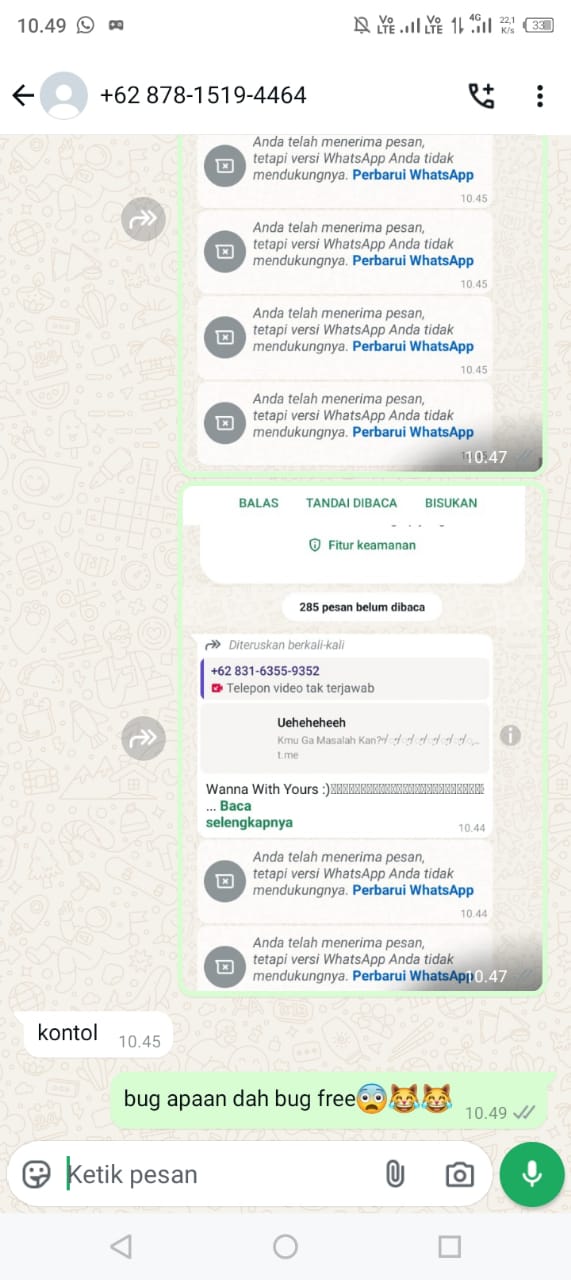 10.49
Vo LTE
Vo LTE
4G
22,1 K/s
33
+62 878-1519-4464
Anda telah menerima pesan,
tetapi versi WhatsApp Anda tidak
mendukungnya. Perbarui WhatsApp
10.45
Anda telah menerima pesan,
tetapi versi WhatsApp Anda tidak
mendukungnya. Perbarui WhatsApp
10.45
Anda telah menerima pesan,
tetapi versi WhatsApp Anda tidak
mendukungnya. Perbarui WhatsApp
10.45
Anda telah menerima pesan,
tetapi versi WhatsApp Anda tidak
mendukungnya. Perbarui WhatsApp
10.47
BALAS TANDAI DIBACA BISUKAN
Fitur keamanan
285 pesan belum dibaca
Diteruskan berkali-kali
+62 831-6355-9352
Telepon video tak terjawab
Ueheheheeh
Kmu Ga Masalah Kan?
t.me
Wanna With Yours :)
... Baca
selengkapnya
10.44
Anda telah menerima pesan,
tetapi versi WhatsApp Anda tidak
mendukungnya. Perbarui WhatsApp
10.44
Anda telah menerima pesan,
tetapi versi WhatsApp Anda tidak
mendukungnya. Perbarui WhatsApp
10.47
kontol 10.45
bug apaan dah bug free😨😹😹 10.49
Ketik pesan